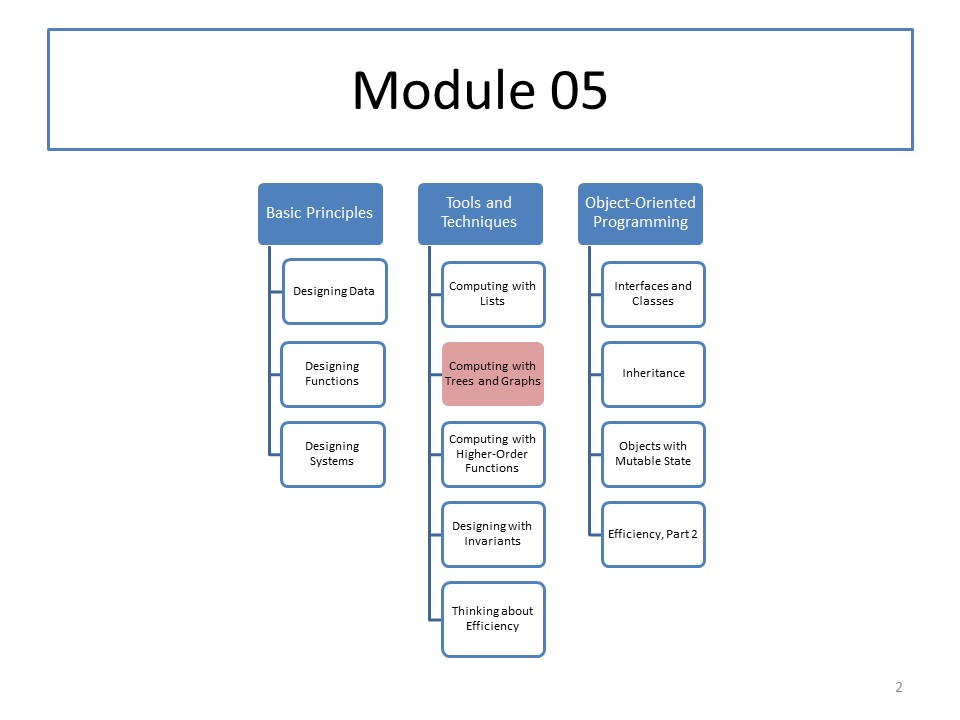 Module 05
Basic Principles
Designing Data
Designing
Functions
Designing
Systems
Tools and
Techniques
Computing with
Lists
Computing with
Trees and Graphs
Computing with
Higher-Order
Functions
Designing with
Invariants
Thinking about
Efficiency
Object-Oriented
Programming
Interfaces and
Classes
Inheritance
Objects with
Mutable State
Efficiency, Part 2
2